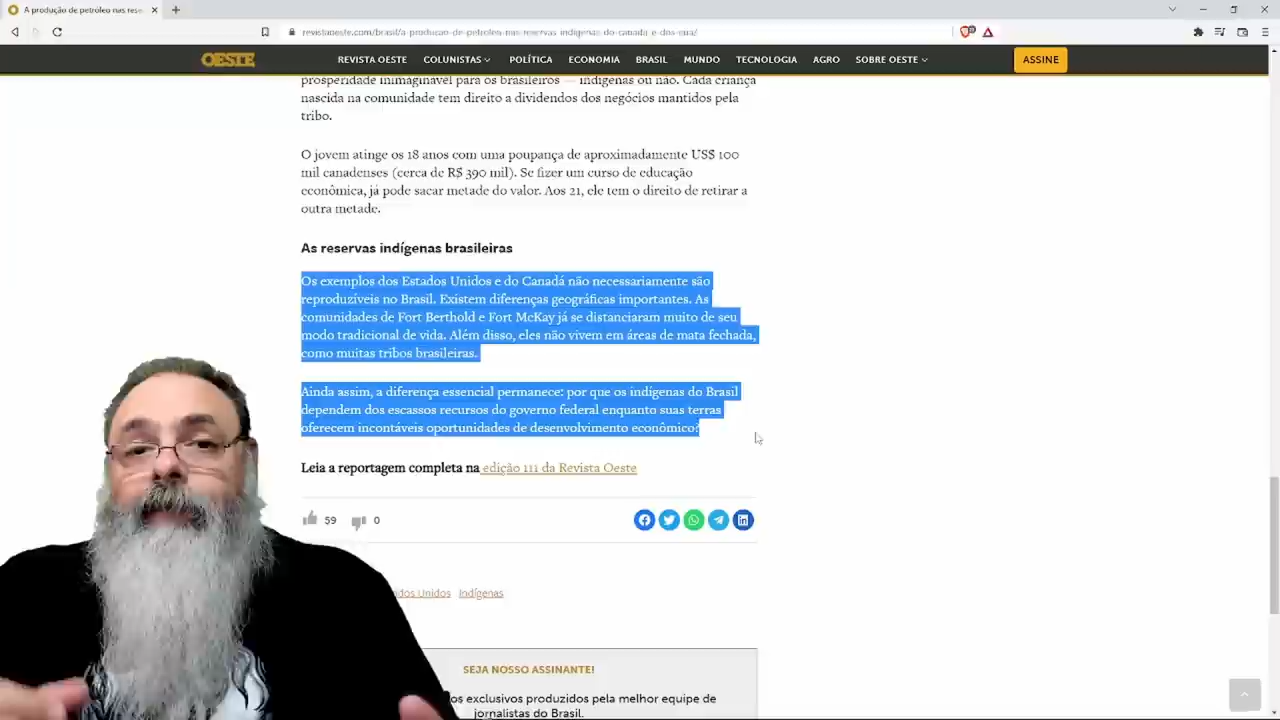 A produção de petróleo nas rese
revistaoeste.com/brasil/a-producao-de-petroleo-nas-reservas-indigenas-do-canada-e-dos-eua/
OESTE
REVISTA OESTE
COLUNISTAS
POLÍTICA
ECONOMIA
BRASIL
MUNDO
TECNOLOGIA
AGRO
SOBRE OESTE
ASSINE
prosperidade inimaginável para os brasileiros — indígenas ou não. Cada criança
nascida na comunidade tem direito a dividendos dos negócios mantidos pela
tribo.
O jovem atinge os 18 anos com uma poupança de aproximadamente US$ 100
mil canadenses (cerca de R$ 390 mil). Se fizer um curso de educação
econômica, já pode sacar metade do valor. Aos 21, ele tem o direito de retirar a
outra metade.
As reservas indígenas brasileiras
Os exemplos dos Estados Unidos e do Canadá não necessariamente são
reproduzíveis no Brasil. Existem diferenças geográficas importantes. As
comunidades de Fort Berthold e Fort McKay já se distanciaram muito de seu
modo tradicional de vida. Além disso, eles não vivem em áreas de mata fechada,
como muitas tribos brasileiras.
Ainda assim, a diferença essencial permanece: por que os indígenas do Brasil
dependem dos escassos recursos do governo federal enquanto suas terras
oferecem incontáveis oportunidades de desenvolvimento econômico?
Leia a reportagem completa na edição 111 da Revista Oeste
59
0
Unidos Indígenas
SEJA NOSSO ASSINANTE!
exclusivos produzidos pela melhor equipe de
jornalistas do Brasil.